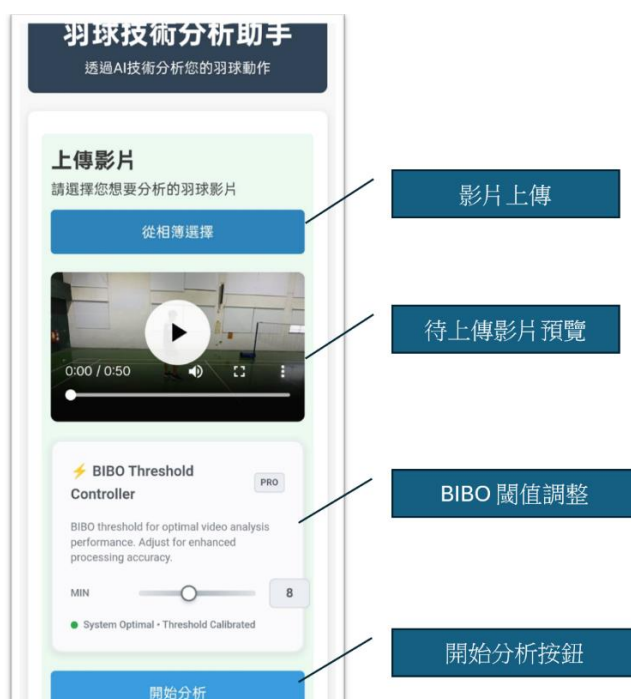 羽球技術分析助手
透過AI技術分析您的羽球動作
上傳影片
請選擇您想要分析的羽球影片
從相簿選擇
影片上傳
0:00 / 0:50
待上傳影片預覽
⚡ BIBO Threshold
Controller
PRO
BIBO threshold for optimal video analysis
performance. Adjust for enhanced
processing accuracy.
MIN
8
System Optimal • Threshold Calibrated
BIBO 閾值調整
開始分析
開始分析按鈕